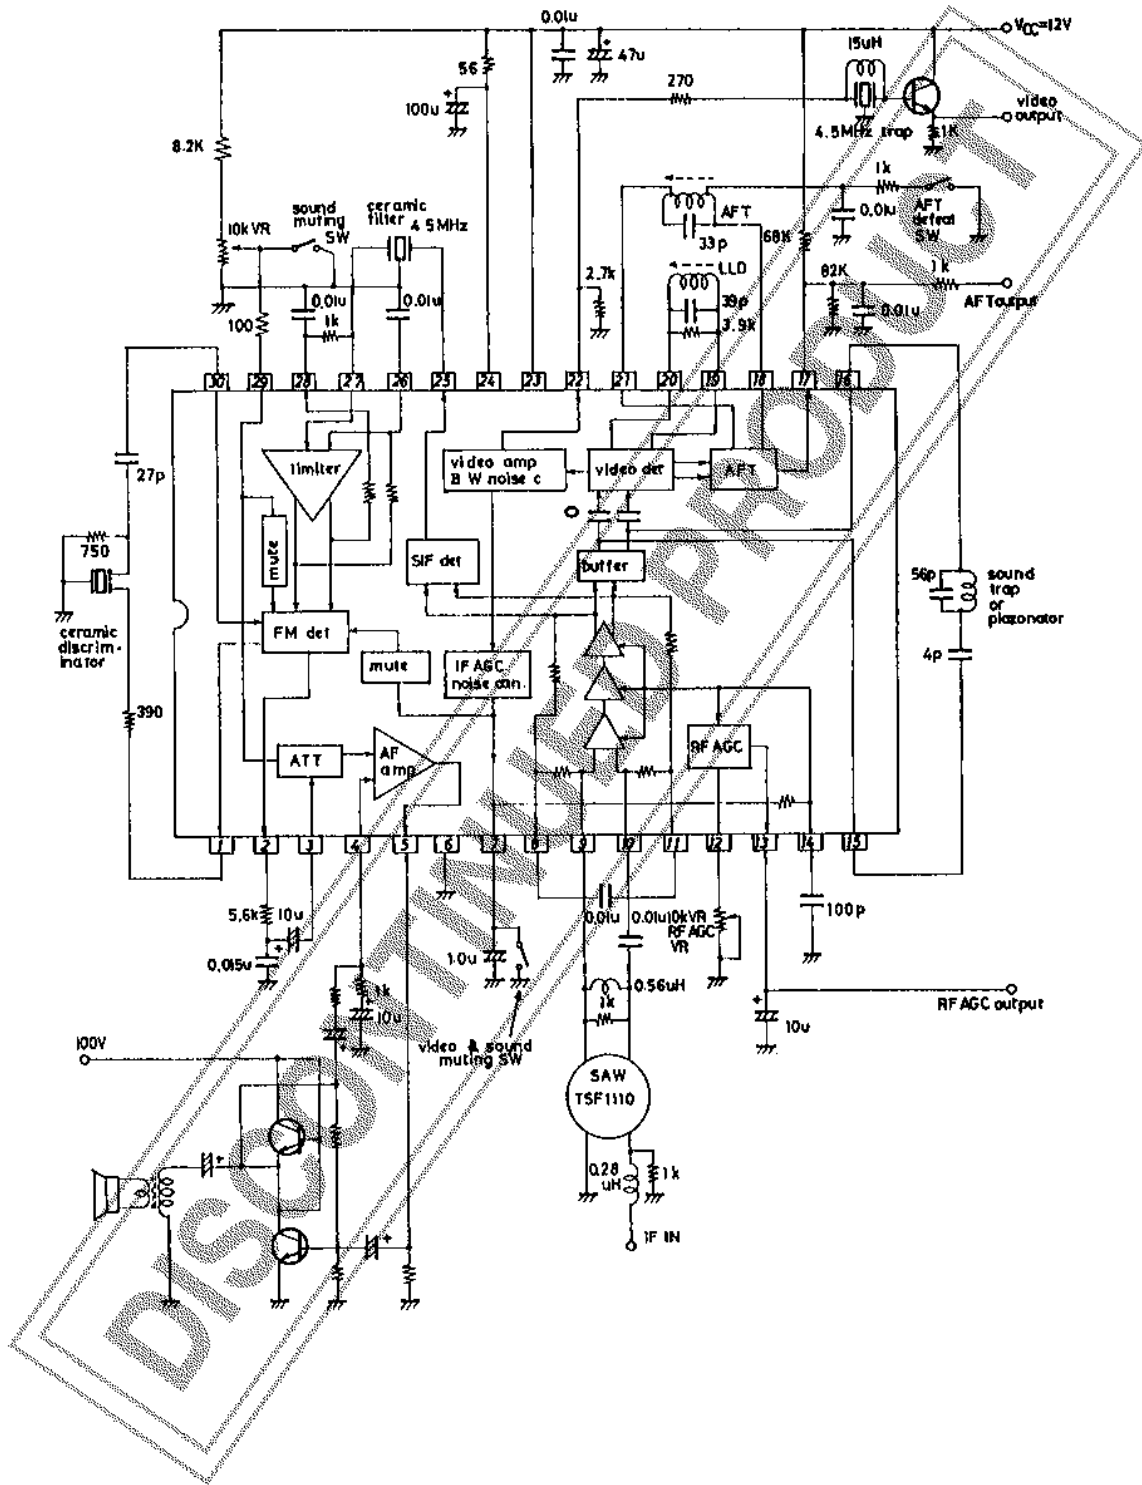 0.01u
VCC=12V
15uH
56
47u
270
100u
video
output
4.5MHz trap
1K
8.2K
1k
sound
muting
SW
ceramic
filter
4.5MHz
AFT
0.01u
AFT
defeat
SW
10kVR
33p
68K
LLD
82K
1k
2.7k
0.01u
0.01u
39p
0.01u
AFT output
100
1k
3.9k
30
29
28
27
26
25
24
23
22
21
20
19
18
17
16
limiter
video amp
B W noise c
video det
AFT
27p
mute
SIF det
buffer
750
56p
sound
trap
or
piezonator
ceramic
discrim-
inator
FM det
mute
IF AGC
noise can.
4p
390
ATT
AF
amp
RF AGC
1
2
3
4
5
6
7
8
9
10
11
12
13
14
15
5.6k
10u
0.01u
0.01u
10kVR
RF AGC
VR
100p
0.015u
1.0u
0.56uH
1k
10u
1k
RF AGC output
10u
100V
video & sound
muting SW
SAW
TSF1110
0.28
uH
1k
IF IN
DISCONTINUED PRODUCT